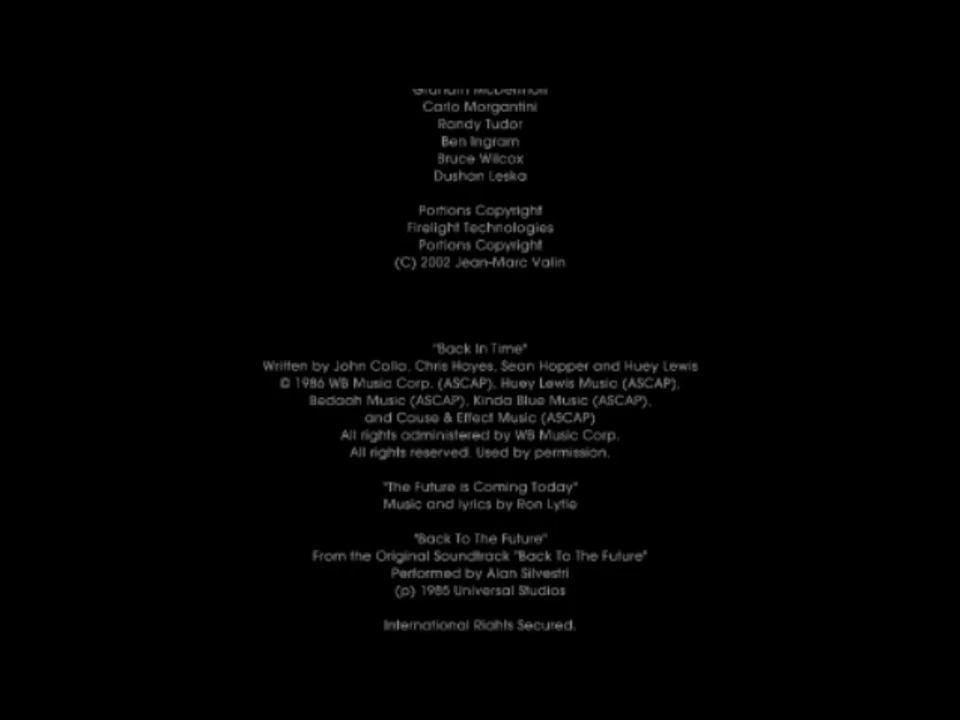 Carlo Morgantini
Randy Tudor
Ben Ingram
Bruce Wilcox
Dushan Leska
Portions Copyright
Firelight Technologies
Portions Copyright
(C) 2002 Jean-Marc Valin
"Back In Time"
Written by John Colla, Chris Hayes, Sean Hopper and Huey Lewis
© 1986 WB Music Corp. (ASCAP), Huey Lewis Music (ASCAP),
Bedaah Music (ASCAP), Kinda Blue Music (ASCAP),
and Cause & Effect Music (ASCAP)
All rights administered by WB Music Corp.
All rights reserved. Used by permission.
"The Future is Coming Today"
Music and lyrics by Ron Lytle
"Back To The Future"
From the Original Soundtrack "Back To The Future"
Performed by Alan Silvestri
(p) 1985 Universal Studios
International Rights Secured.